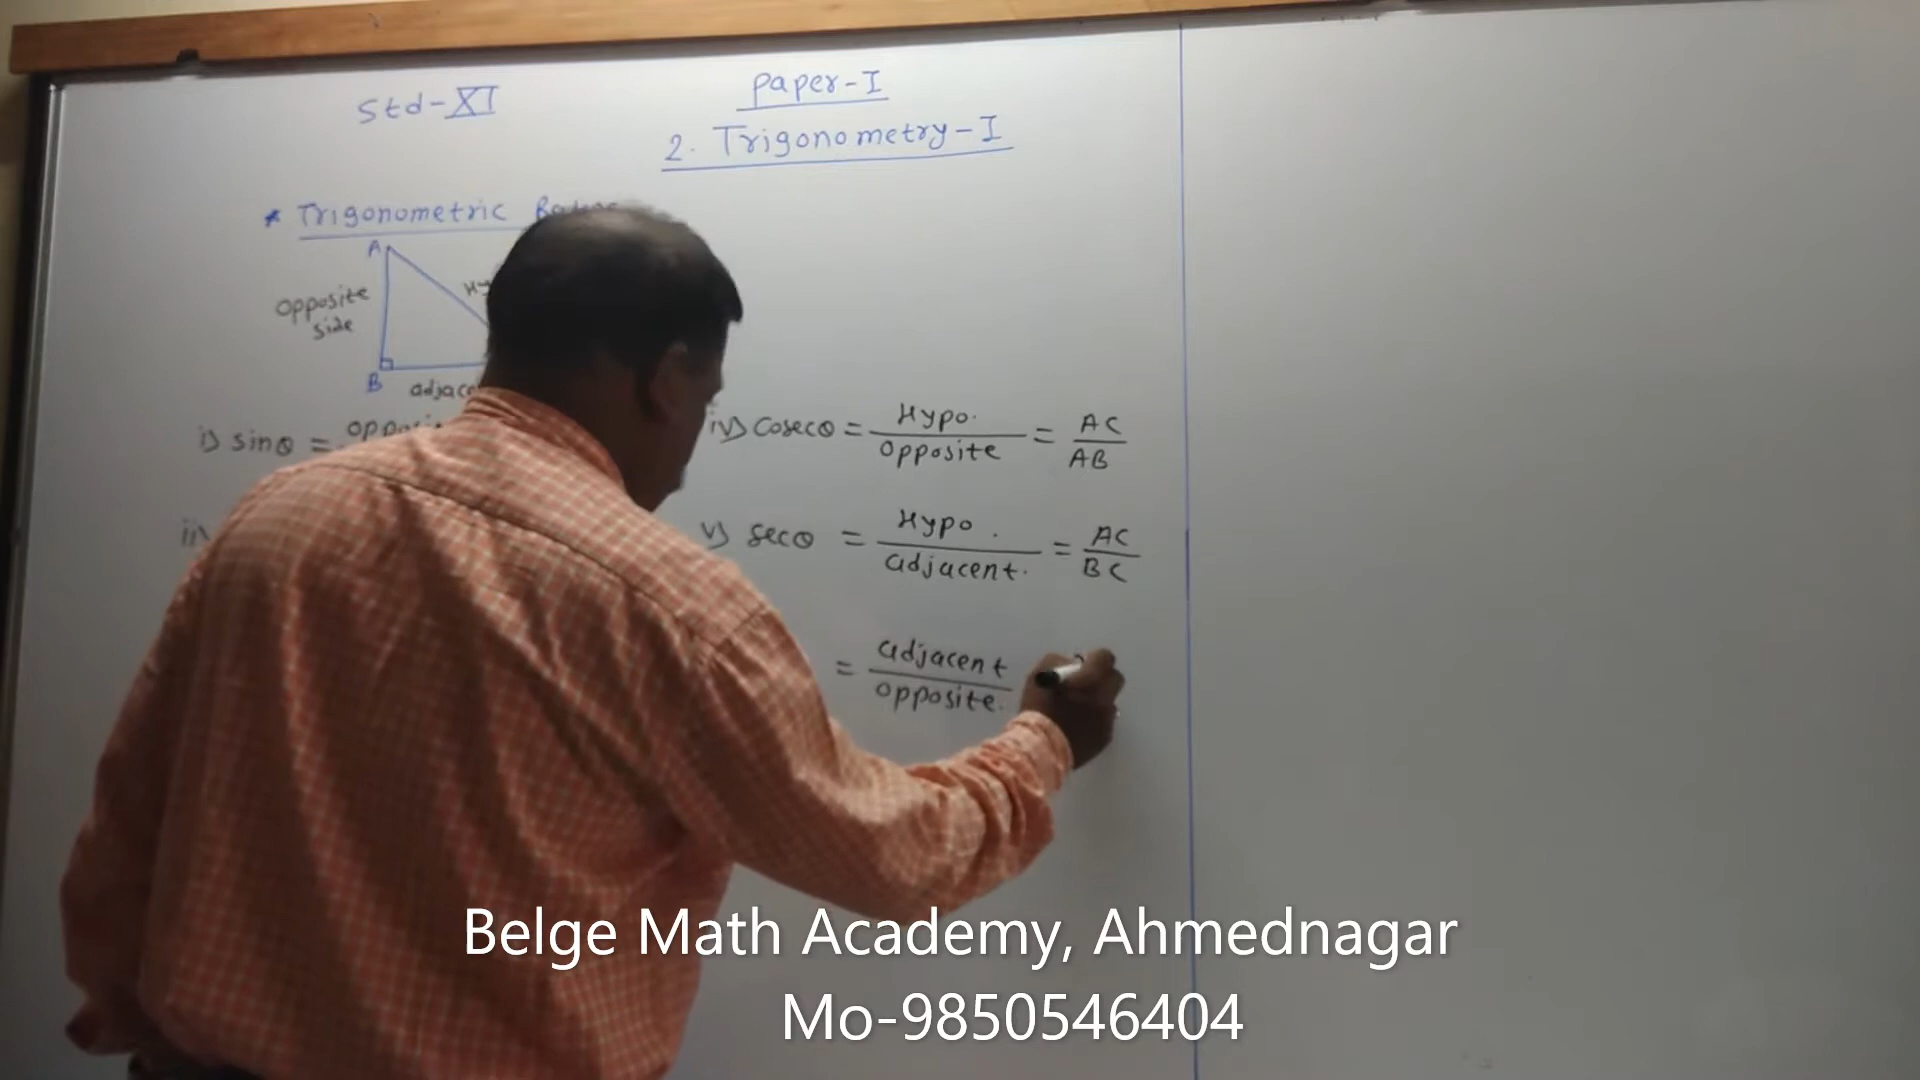 Std-XI
Paper-I
2. Trigonometry-I
* Trigonometric
A
Opposite
side
B
i) sinθ =
ii)
iv) Cosecθ = Hypo. / Opposite = AC / AB
v) secθ = Hypo. / adjacent. = AC / BC
= adjacent / opposite.
Belge Math Academy, Ahmednagar
Mo-9850546404